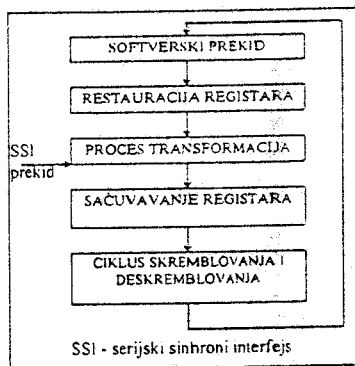 SOFTVERSKI PREKID
RESTAURACIJA REGISTARA
SSI
prekid
PROCES TRANSFORMACIJA
SAČUVAVANJE REGISTARA
CIKLUS SKREMBLOVANJA I
DESKREMBLOVANJA
SSI - serijski sinhroni interfejs